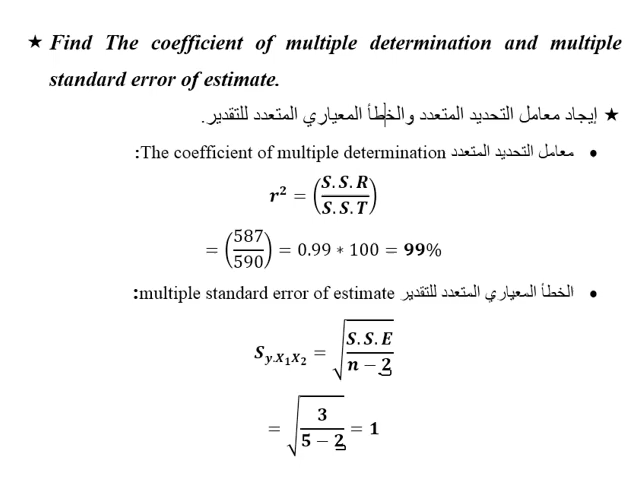 ★ Find The coefficient of multiple determination and multiple
standard error of estimate.
★ إيجاد معامل التحديد المتعدد والخطأ المعياري المتعدد للتقدير.
• معامل التحديد المتعدد The coefficient of multiple determination:
r² = (S.S.R / S.S.T)
= (587 / 590) = 0.99 * 100 = 99%
• الخطأ المعياري المتعدد للتقدير multiple standard error of estimate:
S_{y.X₁X₂} = √(S.S.E / n − 2)
= √(3 / 5 − 2) = 1